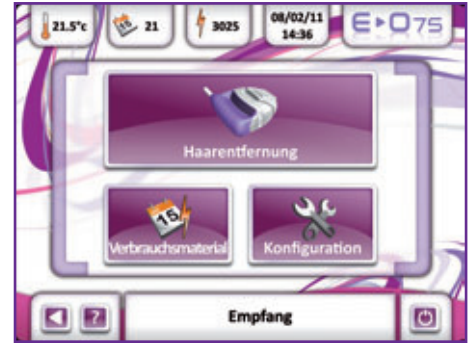 21.5°c
21
3025
08/02/11
14:36
E▸O75
Haarentfernung
15
Verbrauchsmaterial
Konfiguration
?
Empfang